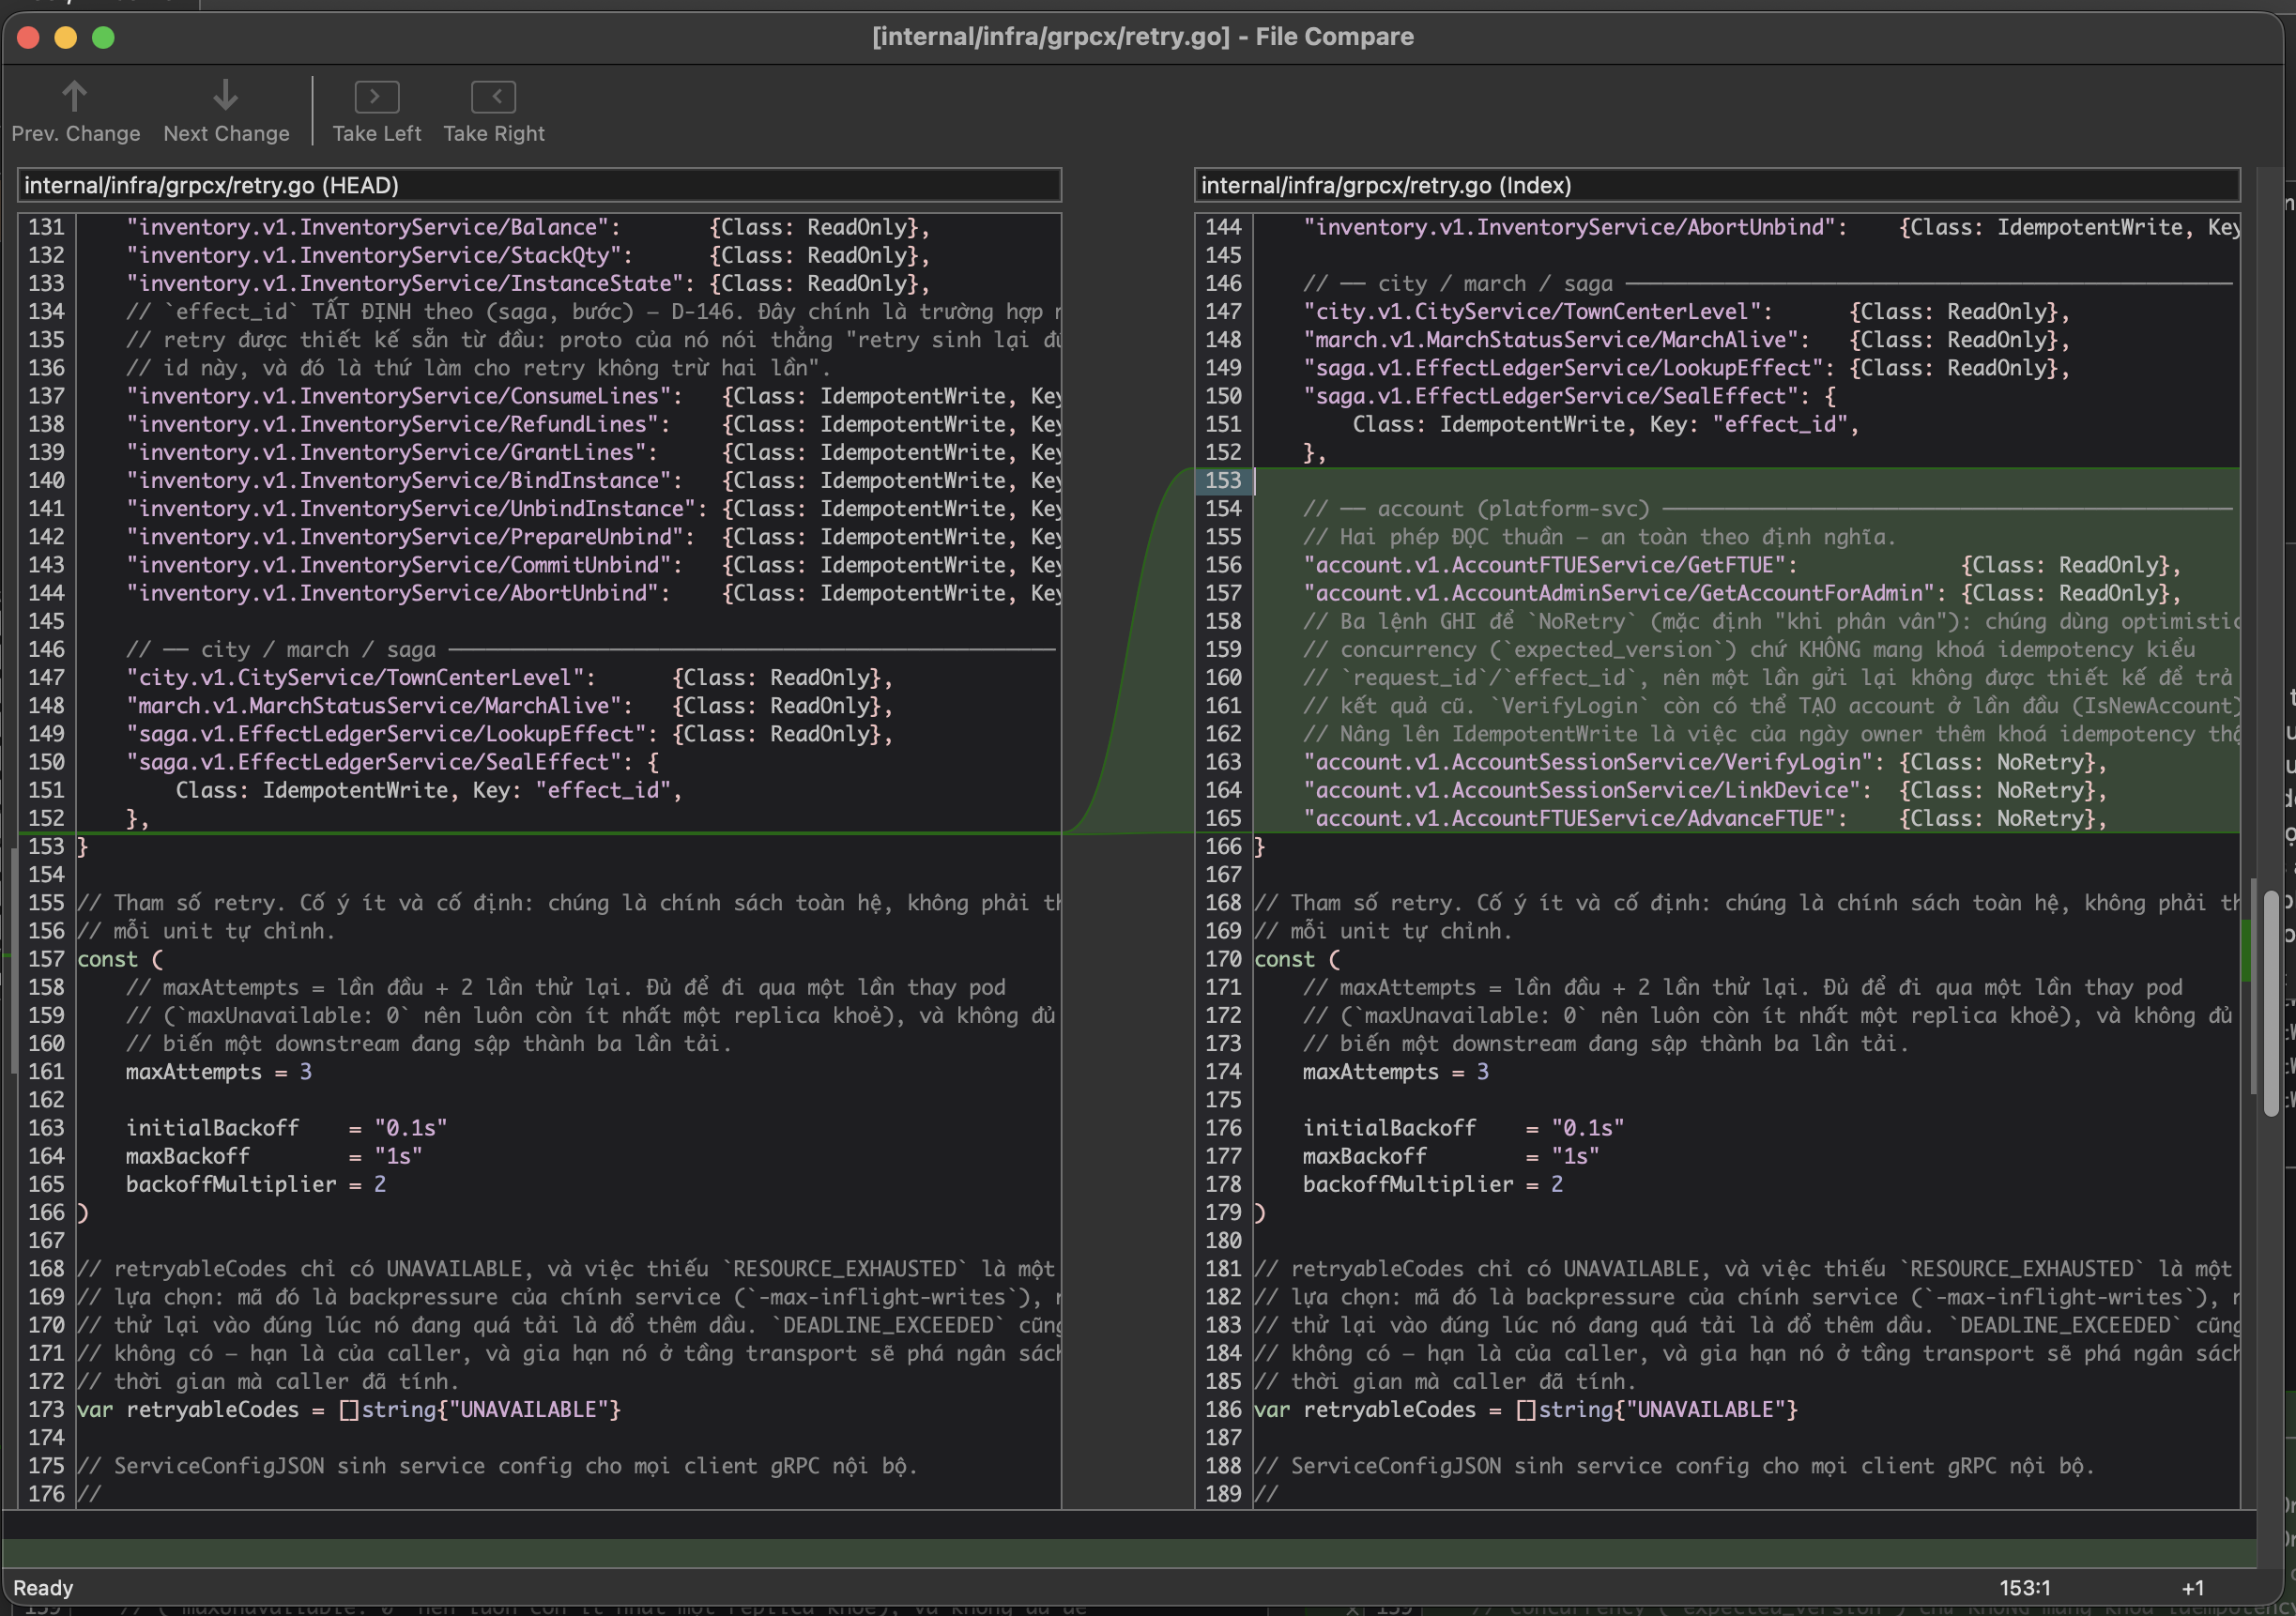 [internal/infra/grpcx/retry.go] - File Compare
Prev. Change
Next Change
Take Left
Take Right
internal/infra/grpcx/retry.go (HEAD)
131 "inventory.v1.InventoryService/Balance": {Class: ReadOnly},
132 "inventory.v1.InventoryService/StackQty": {Class: ReadOnly},
133 "inventory.v1.InventoryService/InstanceState": {Class: ReadOnly},
134 // `effect_id` TẤT ĐỊNH theo (saga, bước) — D-146. Đây chính là trường hợp
135 // retry được thiết kế sẵn từ đầu: proto của nó nói thẳng "retry sinh lại
136 // id này, và đó là thứ làm cho retry không trừ hai lần".
137 "inventory.v1.InventoryService/ConsumeLines": {Class: IdempotentWrite, Key
138 "inventory.v1.InventoryService/RefundLines": {Class: IdempotentWrite, Key
139 "inventory.v1.InventoryService/GrantLines": {Class: IdempotentWrite, Key
140 "inventory.v1.InventoryService/BindInstance": {Class: IdempotentWrite, Key
141 "inventory.v1.InventoryService/UnbindInstance": {Class: IdempotentWrite, Key
142 "inventory.v1.InventoryService/PrepareUnbind": {Class: IdempotentWrite, Key
143 "inventory.v1.InventoryService/CommitUnbind": {Class: IdempotentWrite, Key
144 "inventory.v1.InventoryService/AbortUnbind": {Class: IdempotentWrite, Key
145
146 // —— city / march / saga ——————————
147 "city.v1.CityService/TownCenterLevel": {Class: ReadOnly},
148 "march.v1.MarchStatusService/MarchAlive": {Class: ReadOnly},
149 "saga.v1.EffectLedgerService/LookupEffect": {Class: ReadOnly},
150 "saga.v1.EffectLedgerService/SealEffect": {
151 Class: IdempotentWrite, Key: "effect_id",
152 },
153 }
154
155 // Tham số retry. Cố ý ít và cố định: chúng là chính sách toàn hệ, không phải
156 // mỗi unit tự chỉnh.
157 const (
158 // maxAttempts = lần đầu + 2 lần thử lại. Đủ để đi qua một lần thay pod
159 // (`maxUnavailable: 0` nên luôn còn ít nhất một replica khoẻ), và không đủ
160 // biến một downstream đang sập thành ba lần tải.
161 maxAttempts = 3
162
163 initialBackoff = "0.1s"
164 maxBackoff = "1s"
165 backoffMultiplier = 2
166 )
167
168 // retryableCodes chỉ có UNAVAILABLE, và việc thiếu `RESOURCE_EXHAUSTED` là một
169 // lựa chọn: mã đó là backpressure của chính service (`-max-inflight-writes`),
170 // thử lại vào đúng lúc nó đang quá tải là đổ thêm dầu. `DEADLINE_EXCEEDED` cũng
171 // không có — hạn là của caller, và gia hạn nó ở tầng transport sẽ phá ngân sách
172 // thời gian mà caller đã tính.
173 var retryableCodes = []string{"UNAVAILABLE"}
174
175 // ServiceConfigJSON sinh service config cho mọi client gRPC nội bộ.
176 //
internal/infra/grpcx/retry.go (Index)
144 "inventory.v1.InventoryService/AbortUnbind": {Class: IdempotentWrite, Key
145
146 // —— city / march / saga ——————————
147 "city.v1.CityService/TownCenterLevel": {Class: ReadOnly},
148 "march.v1.MarchStatusService/MarchAlive": {Class: ReadOnly},
149 "saga.v1.EffectLedgerService/LookupEffect": {Class: ReadOnly},
150 "saga.v1.EffectLedgerService/SealEffect": {
151 Class: IdempotentWrite, Key: "effect_id",
152 },
153
154 // —— account (platform-svc) ——————————
155 // Hai phép ĐỌC thuần — an toàn theo định nghĩa.
156 "account.v1.AccountFTUEService/GetFTUE": {Class: ReadOnly},
157 "account.v1.AccountAdminService/GetAccountForAdmin": {Class: ReadOnly},
158 // Ba lệnh GHI để `NoRetry` (mặc định "khi phân vân"): chúng dùng optimistic
159 // concurrency (`expected_version`) chứ KHÔNG mang khoá idempotency kiểu
160 // `request_id`/`effect_id`, nên một lần gửi lại không được thiết kế để trả
161 // kết quả cũ. `VerifyLogin` còn có thể TẠO account ở lần đầu (IsNewAccount)
162 // Nâng lên IdempotentWrite là việc của ngày owner thêm khoá idempotency
163 "account.v1.AccountSessionService/VerifyLogin": {Class: NoRetry},
164 "account.v1.AccountSessionService/LinkDevice": {Class: NoRetry},
165 "account.v1.AccountFTUEService/AdvanceFTUE": {Class: NoRetry},
166 }
167
168 // Tham số retry. Cố ý ít và cố định: chúng là chính sách toàn hệ, không phải
169 // mỗi unit tự chỉnh.
170 const (
171 // maxAttempts = lần đầu + 2 lần thử lại. Đủ để đi qua một lần thay pod
172 // (`maxUnavailable: 0` nên luôn còn ít nhất một replica khoẻ), và không đủ
173 // biến một downstream đang sập thành ba lần tải.
174 maxAttempts = 3
175
176 initialBackoff = "0.1s"
177 maxBackoff = "1s"
178 backoffMultiplier = 2
179 )
180
181 // retryableCodes chỉ có UNAVAILABLE, và việc thiếu `RESOURCE_EXHAUSTED` là một
182 // lựa chọn: mã đó là backpressure của chính service (`-max-inflight-writes`),
183 // thử lại vào đúng lúc nó đang quá tải là đổ thêm dầu. `DEADLINE_EXCEEDED` cũng
184 // không có — hạn là của caller, và gia hạn nó ở tầng transport sẽ phá ngân sách
185 // thời gian mà caller đã tính.
186 var retryableCodes = []string{"UNAVAILABLE"}
187
188 // ServiceConfigJSON sinh service config cho mọi client gRPC nội bộ.
189 //
Ready
153:1
+1